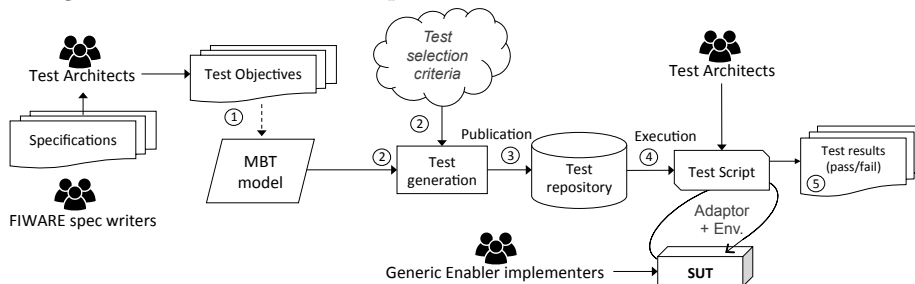 Test Architects
Specifications
FIWARE spec writers
Test Objectives
①
MBT
model
②
Test
selection
criteria
②
Test
generation
Publication
③
Test
repository
Execution
④
Test Architects
Test Script
Adaptor
+ Env.
Generic Enabler implementers
SUT
Test results
(pass/fail)
⑤